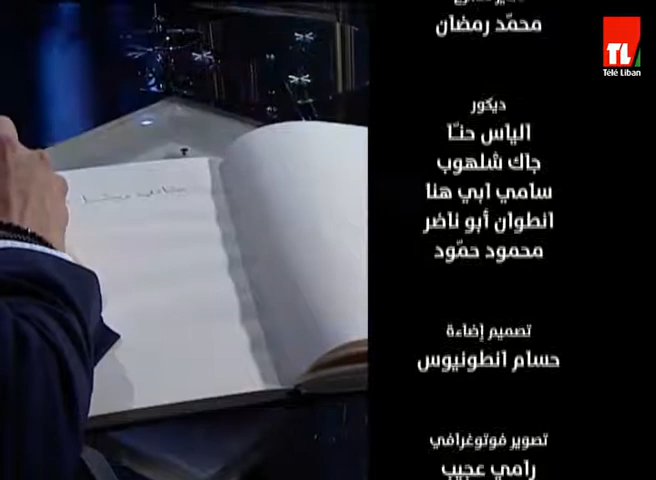 محمّد رمضان
TL
Télé Liban
ديكور
الياس حنّا
جاك شلهوب
سامي ابي هنا
انطوان أبو ناضر
محمود حمّود
تصميم إضاءة
حسام انطونيوس
تصوير فوتوغرافي
رامي عجيب